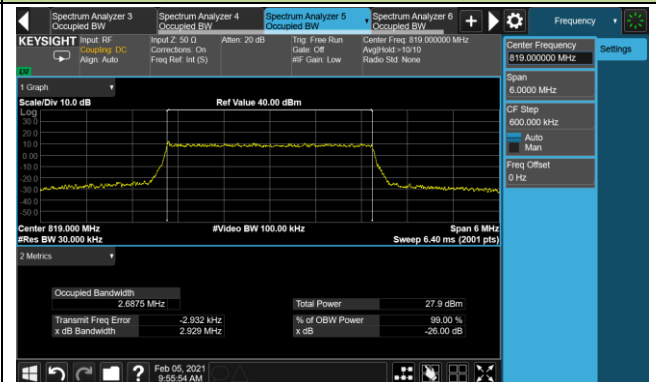 Spectrum Analyzer 3
Occupied BW
Spectrum Analyzer 4
Occupied BW
Spectrum Analyzer 5
Occupied BW
Spectrum Analyzer 6
Occupied BW
+
Frequency
KEYSIGHT
Input: RF
Coupling: DC
Align: Auto
Input Z: 50 Ω
Corrections: On
Freq Ref: Int (S)
Atten: 20 dB
Trig: Free Run
Gate: Off
#IF Gain: Low
Center Freq: 819.000000 MHz
Avg|Hold:>10/10
Radio Std: None
Center Frequency
819.000000 MHz
Settings
Span
6.0000 MHz
CF Step
600.000 kHz
Auto
Man
Freq Offset
0 Hz
1 Graph
Scale/Div 10.0 dB
Ref Value 40.00 dBm
Log
30.0
20.0
10.0
0.00
-10.0
-20.0
-30.0
-40.0
-50.0
Center 819.000 MHz
#Video BW 100.00 kHz
Span 6 MHz
#Res BW 30.000 kHz
Sweep 6.40 ms (2001 pts)
2 Metrics
Occupied Bandwidth
2.6875 MHz
Total Power
27.9 dBm
Transmit Freq Error
-2.932 kHz
% of OBW Power
99.00 %
x dB Bandwidth
2.929 MHz
x dB
-26.00 dB
?
Feb 05, 2021
9:55:54 AM